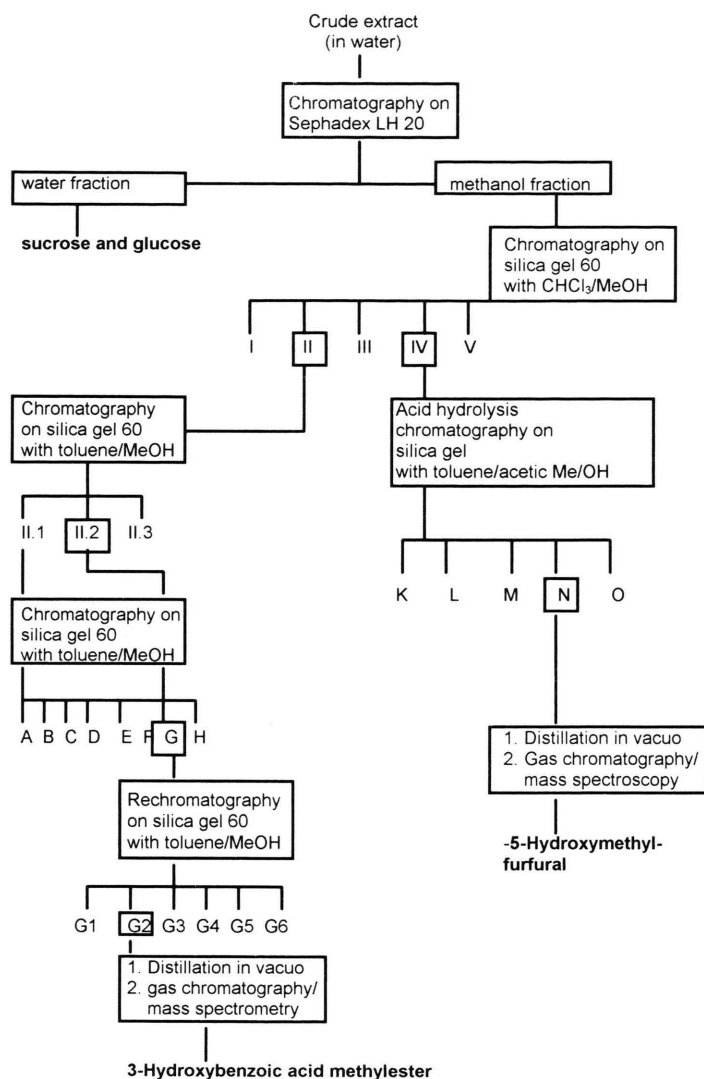 Crude extract
(in water)
Chromatography on
Sephadex LH 20
water fraction
methanol fraction
sucrose and glucose
Chromatography on
silica gel 60
with CHCl₃/MeOH
I II III IV V
Chromatography
on silica gel 60
with toluene/MeOH
Acid hydrolysis
chromatography on
silica gel
with toluene/acetic Me/OH
II.1 II.2 II.3
K L M N O
Chromatography on
silica gel 60
with toluene/MeOH
A B C D E F G H
1. Distillation in vacuo
2. Gas chromatography/
mass spectroscopy
Rechromatography
on silica gel 60
with toluene/MeOH
-5-Hydroxymethyl-
furfural
G1 G2 G3 G4 G5 G6
1. Distillation in vacuo
2. gas chromatography/
mass spectrometry
3-Hydroxybenzoic acid methylester